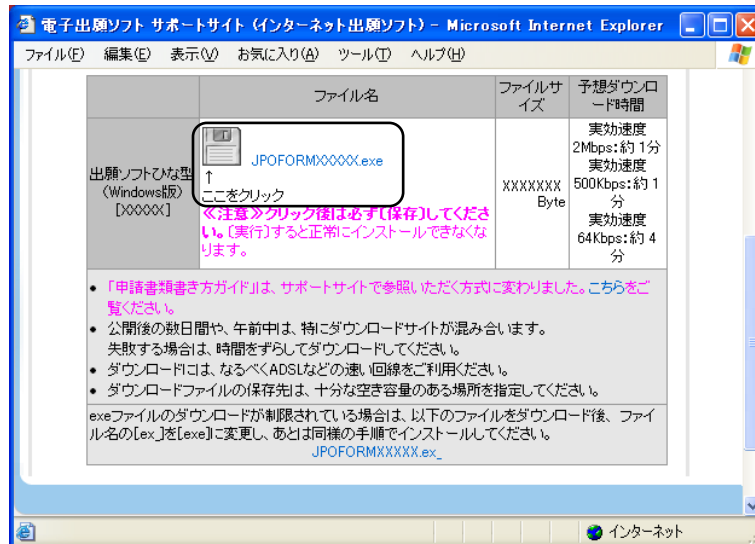 電子出願ソフト サポートサイト (インターネット出願ソフト) - Microsoft Internet Explorer
ファイル(F) 編集(E) 表示(V) お気に入り(A) ツール(T) ヘルプ(H)
ファイル名
ファイルサ
イズ
予想ダウンロ
ード時間
出願ソフトひな型
(Windows版)
[XXXXX]
JPOFORMXXXXX.exe
↑
ここをクリック
≪注意≫クリック後は必ず[保存]してくださ
い。[実行]すると正常にインストールできなくな
ります。
XXXXXXX
Byte
実効速度
2Mbps:約 1分
実効速度
500Kbps:約 1
分
実効速度
64Kbps:約 4
分
• 「申請書類書き方ガイド」は、サポートサイトで参照いただく方式に変わりました。こちらをご
覧ください。
• 公開後の数日間や、午前中は、特にダウンロードサイトが混み合います。
失敗する場合は、時間をずらしてダウンロードしてください。
• ダウンロードには、なるべくADSLなどの速い回線をご利用ください。
• ダウンロードファイルの保存先は、十分な空き容量のある場所を指定してください。
exeファイルのダウンロードが制限されている場合は、以下のファイルをダウンロード後、ファイ
ル名の[ex_]を[exe]に変更し、あとは同様の手順でインストールしてください。
JPOFORMXXXXX.ex_
インターネット